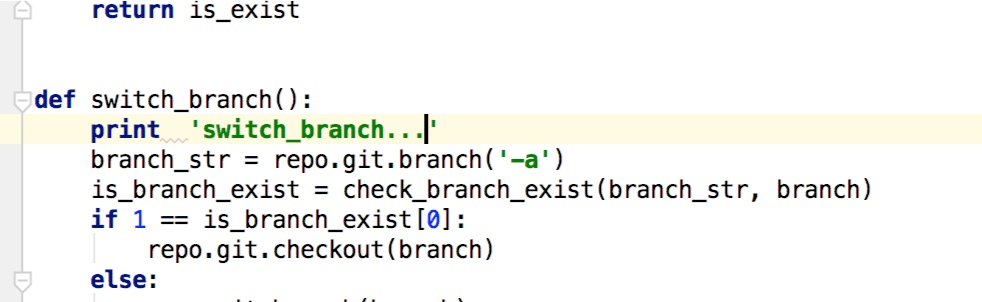 return is_exist
def switch_branch():
print  'switch_branch...'
branch_str = repo.git.branch('-a')
is_branch_exist = check_branch_exist(branch_str, branch)
if 1 == is_branch_exist[0]:
repo.git.checkout(branch)
else: